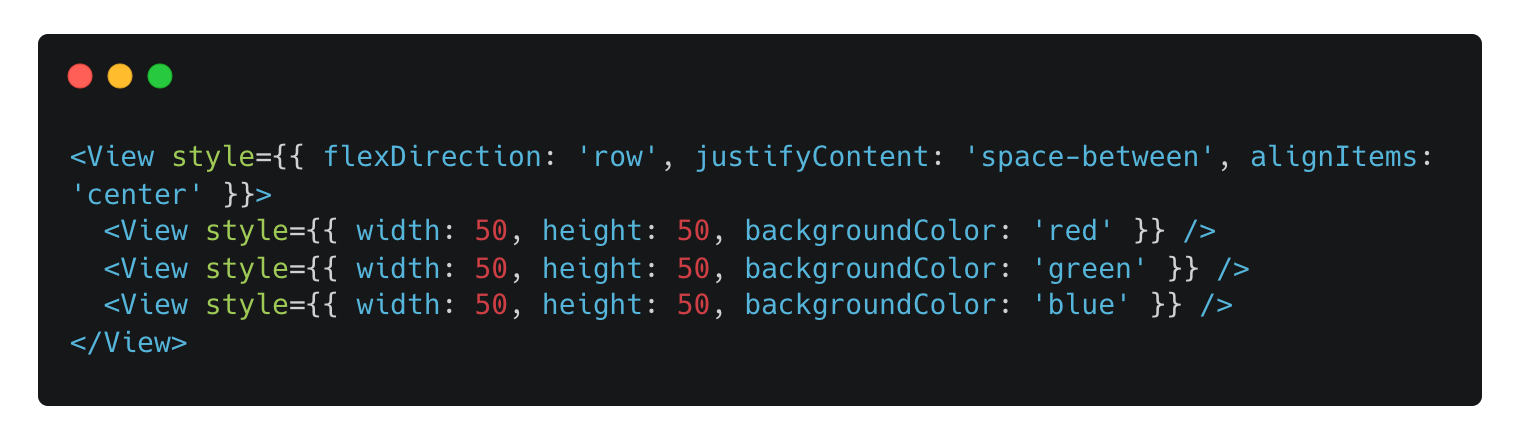 <View style={{ flexDirection: 'row', justifyContent: 'space-between', alignItems:
'center' }}>
  <View style={{ width: 50, height: 50, backgroundColor: 'red' }} />
  <View style={{ width: 50, height: 50, backgroundColor: 'green' }} />
  <View style={{ width: 50, height: 50, backgroundColor: 'blue' }} />
</View>